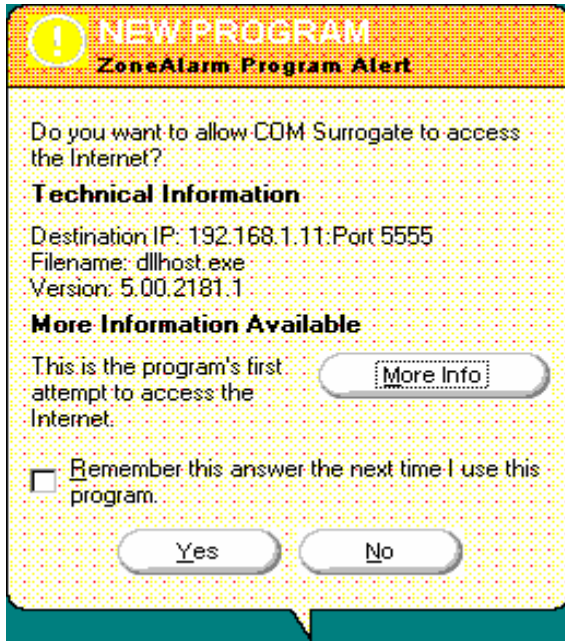 NEW PROGRAM
ZoneAlarm Program Alert
Do you want to allow COM Surrogate to access
the Internet?
Technical Information
Destination IP: 192.168.1.11:Port 5555
Filename: dllhost.exe
Version: 5.00.2181.1
More Information Available
This is the program's first
attempt to access the
Internet.
More Info
Remember this answer the next time I use this
program.
Yes
No